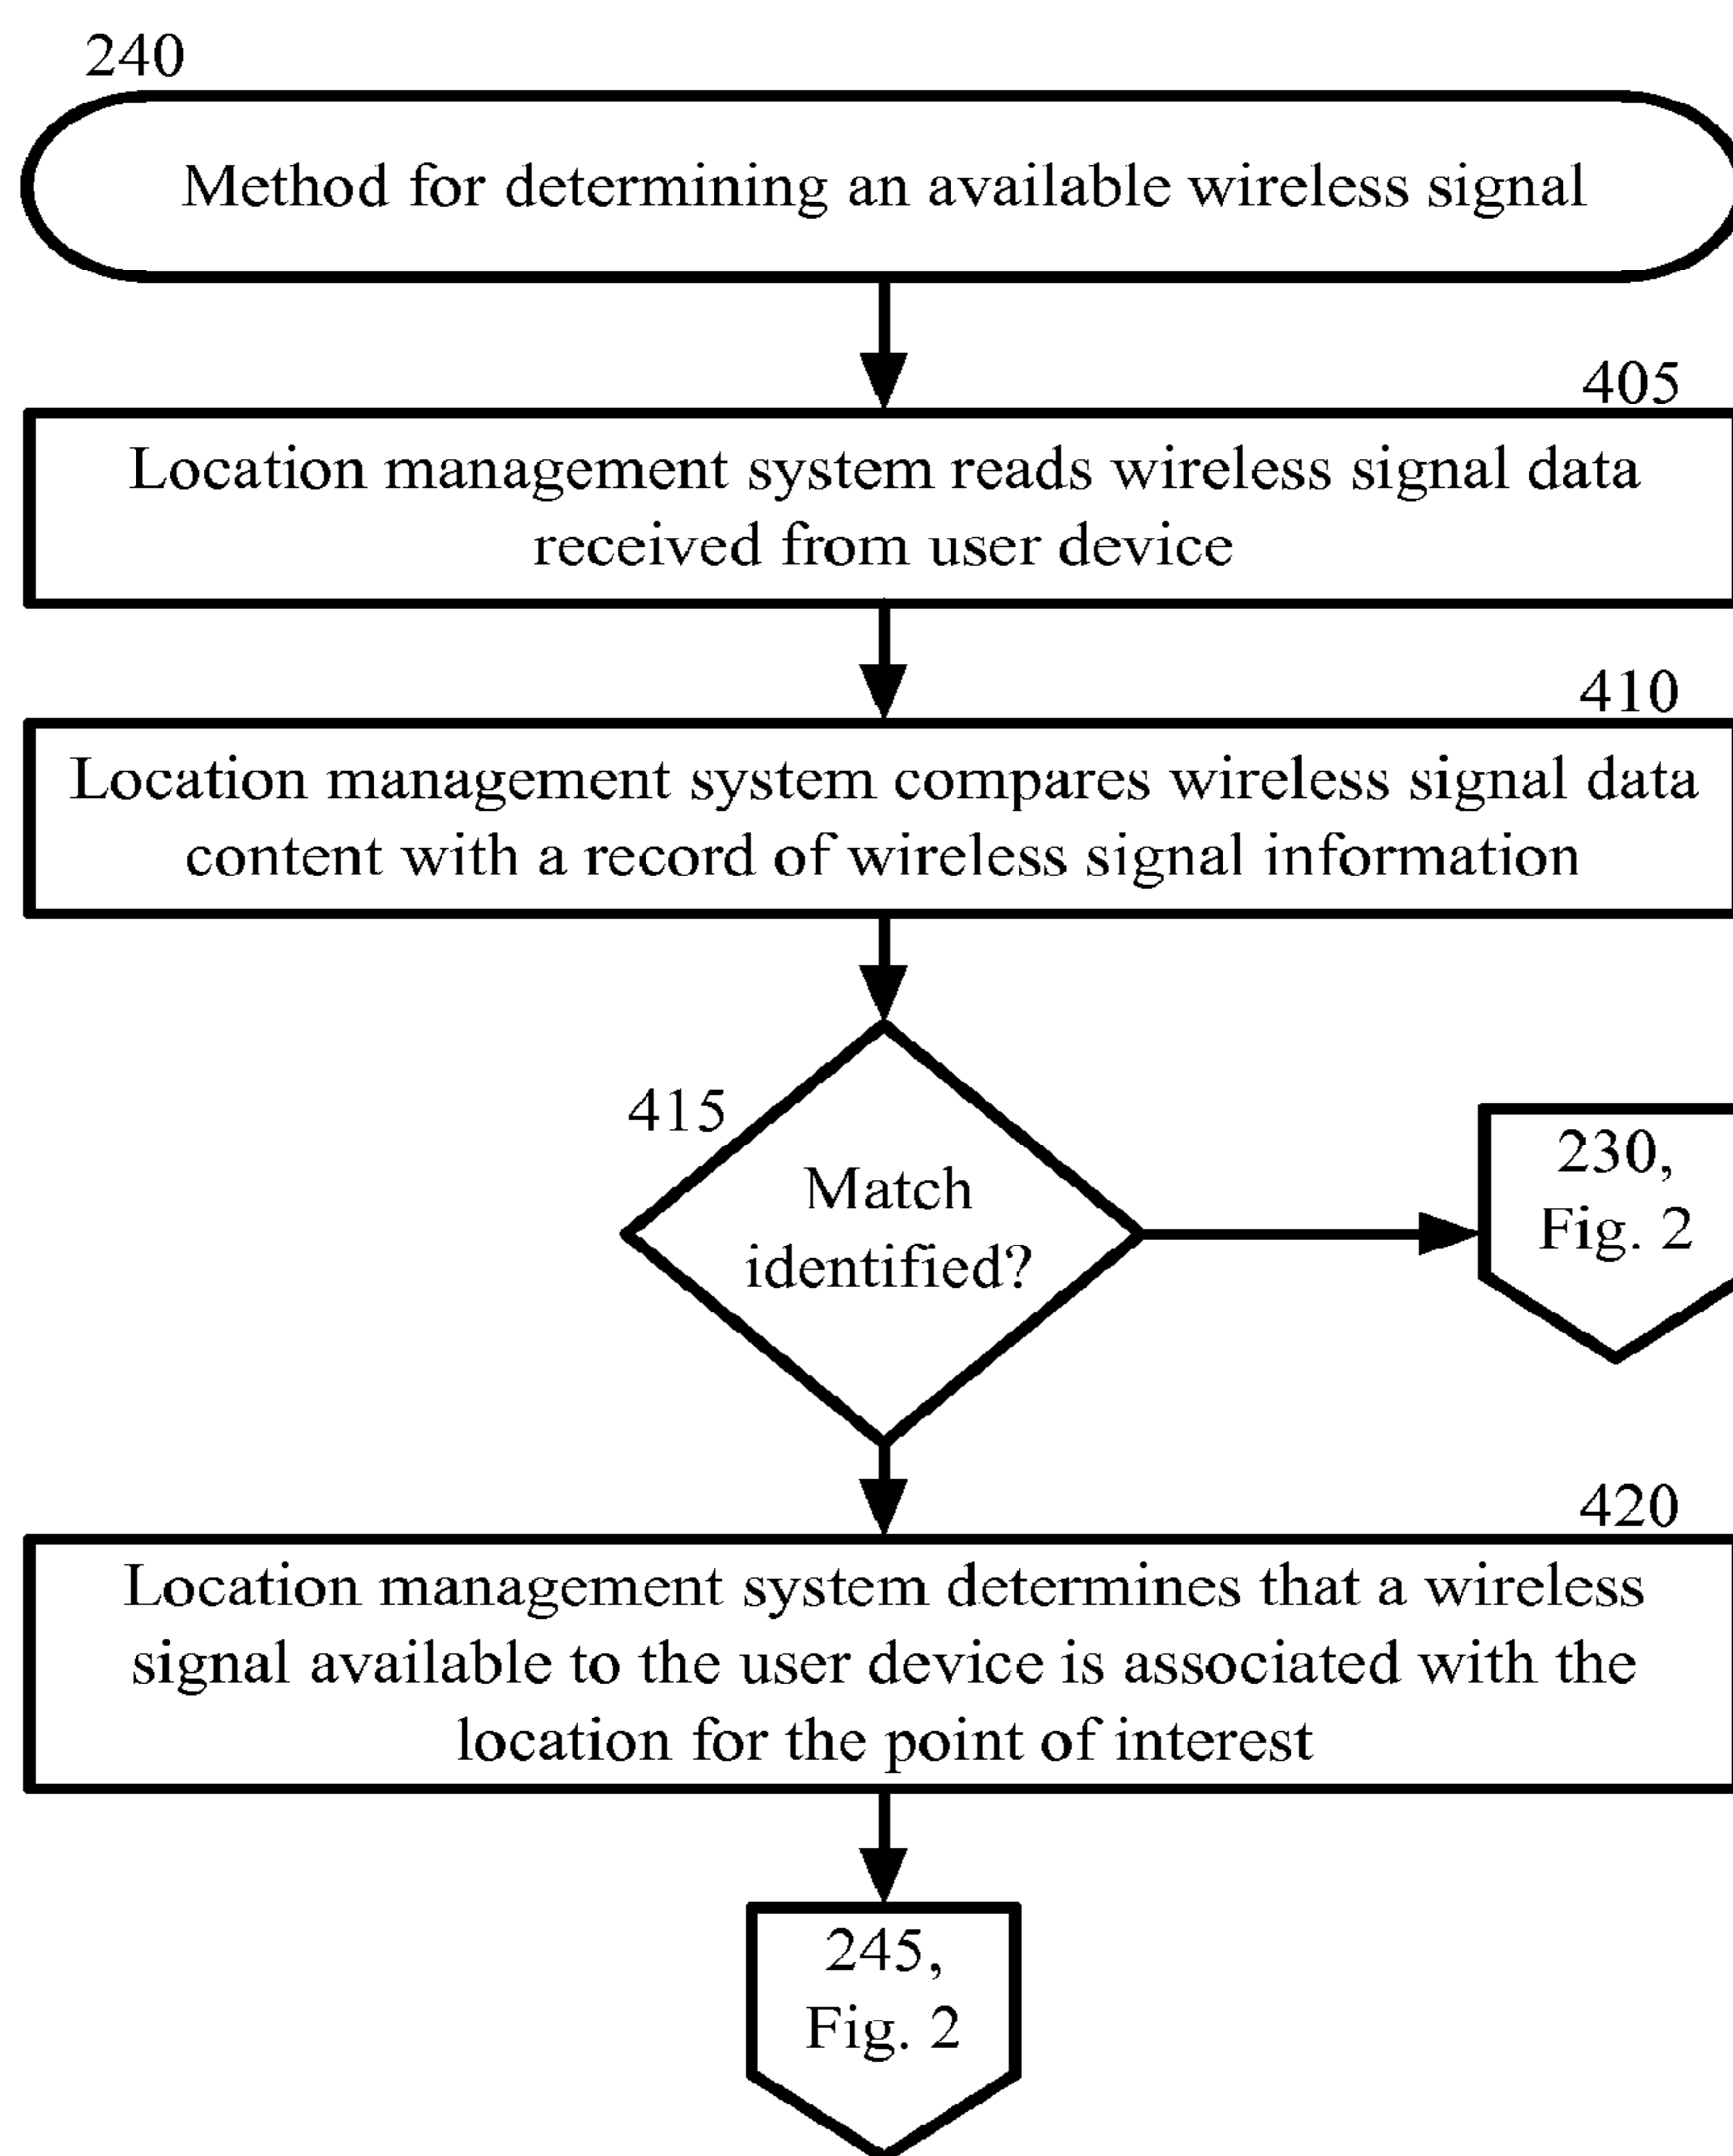 240
Method for determining an available wireless signal
405
Location management system reads wireless signal data
received from user device
410
Location management system compares wireless signal data
content with a record of wireless signal information
415
Match
identified?
230,
Fig. 2
420
Location management system determines that a wireless
signal available to the user device is associated with the
location for the point of interest
245,
Fig. 2